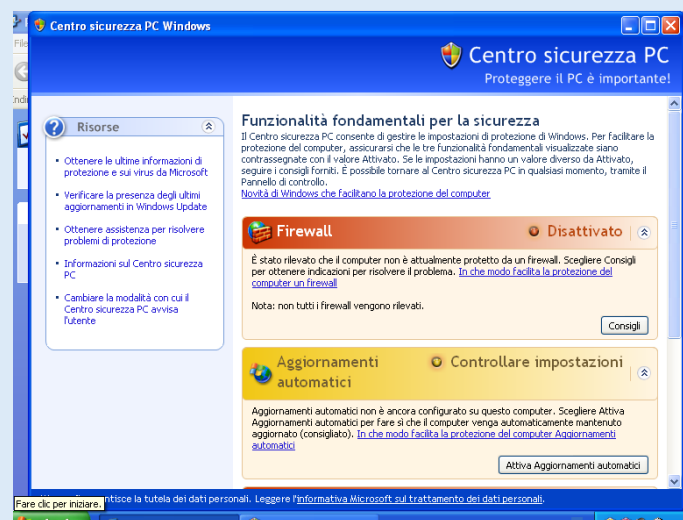 Centro sicurezza PC Windows
Centro sicurezza PC
Proteggere il PC è importante!
Risorse
Ottenere le ultime informazioni di
protezione e sui virus da Microsoft
Verificare la presenza degli ultimi
aggiornamenti in Windows Update
Ottenere assistenza per risolvere
problemi di protezione
Informazioni sul Centro sicurezza
PC
Cambiare la modalità con cui il
Centro sicurezza PC avvisa
l'utente
Funzionalità fondamentali per la sicurezza
Il Centro sicurezza PC consente di gestire le impostazioni di protezione di Windows. Per facilitare la
protezione del computer, assicurarsi che le tre funzionalità fondamentali visualizzate siano
contrassegnate con il valore Attivato. Se le impostazioni hanno un valore diverso da Attivato,
seguire i consigli forniti. È possibile tornare al Centro sicurezza PC in qualsiasi momento, tramite il
Pannello di controllo.
Novità di Windows che facilitano la protezione del computer
Firewall
Disattivato
È stato rilevato che il computer non è attualmente protetto da un firewall. Scegliere Consigli
per ottenere indicazioni per risolvere il problema. In che modo facilita la protezione del
computer un firewall
Nota: non tutti i firewall vengono rilevati.
Consigli
Aggiornamenti
automatici
Controllare impostazioni
Aggiornamenti automatici non è ancora configurato su questo computer. Scegliere Attiva
Aggiornamenti automatici per fare sì che il computer venga automaticamente mantenuto
aggiornato (consigliato). In che modo facilita la protezione del computer Aggiornamenti
automatici
Attiva Aggiornamenti automatici
tutela dei dati personali. Leggere l'informativa Microsoft sul trattamento dei dati personali.
Fare clic per iniziare.